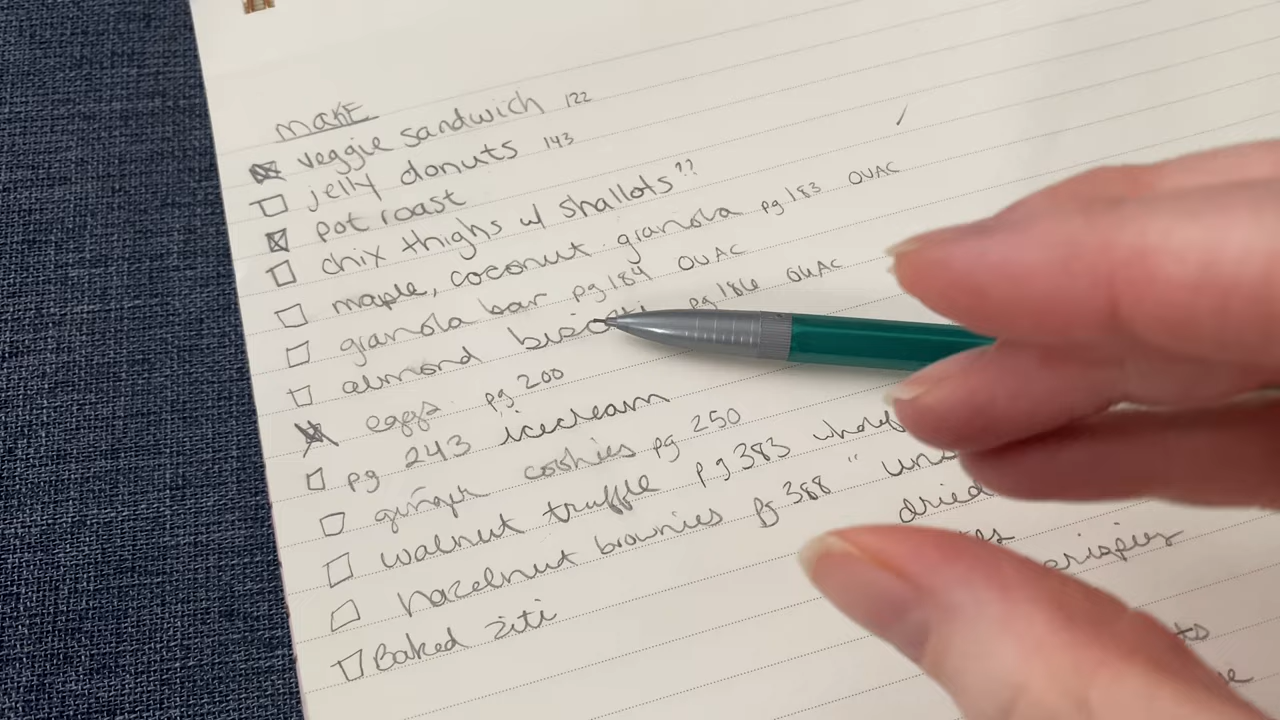 MAKE
veggie sandwich 122
jelly donuts 143
pot roast
chix thighs w/ shallots ??
maple, coconut granola pg 183 OUAC
granola bar pg 184 OUAC
almond biscotti pg 186 OUAC
eggs pg 200
pg 243 icecream
ginger cookies pg 250
walnut truffle pg 383
hazelnut brownies pg 388 "
dried
Baked ziti
crispies